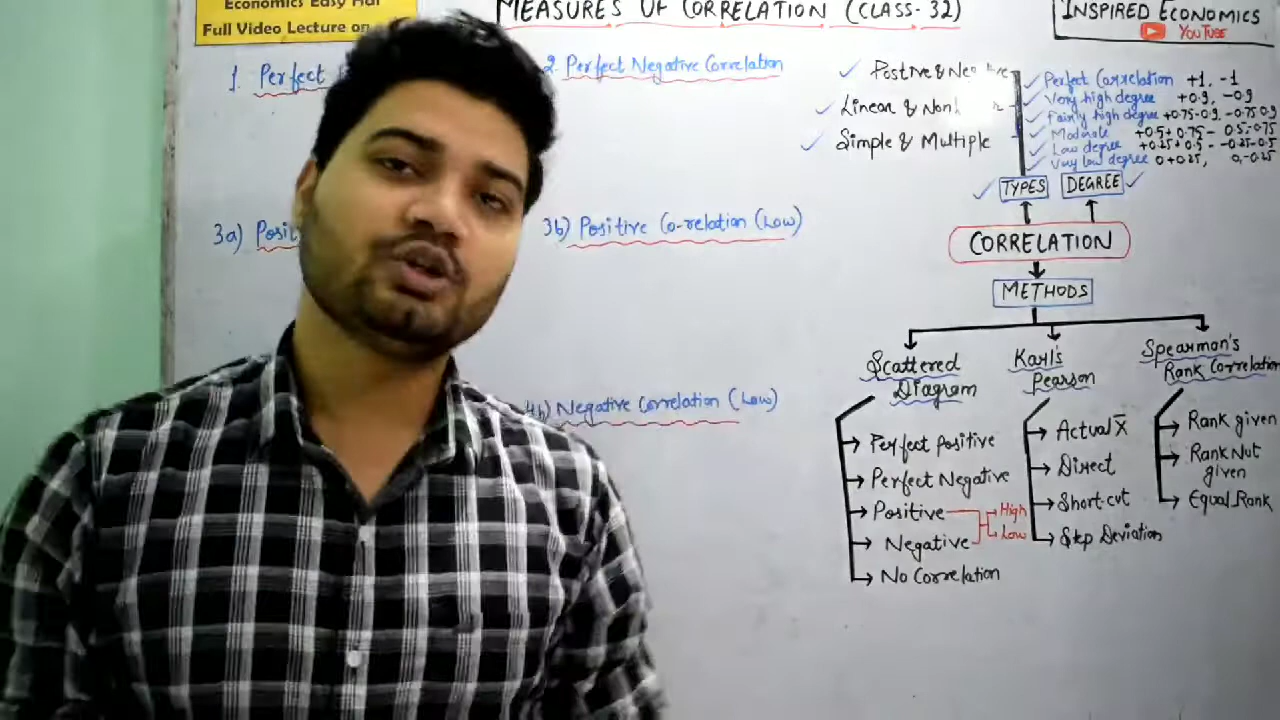 Economics Easy Hai
Full Video Lecture on
MEASURES OF CORRELATION (CLASS-32)
INSPIRED ECONOMICS
YOUTUBE
1. Perfect
2. Perfect Negative Correlation
3a) Posit
3b) Positive Co-relation (Low)
4b) Negative Correlation (Low)
Postive & Ne
Linear & Non
Simple & Multiple
Perfect Correlation +1, -1
Very high degree +0.9, -0.9
Fairly high degree +0.75-0.9, -0.75-0.9
Moderate +0.5+0.75- 0.5-0.75
Low degree +0.25+0.5- -0.25-0.5
Very low degree 0+0.25, 0,-0.25
TYPES
DEGREE
CORRELATION
METHODS
Scattered
Diagram
Perfect positive
Perfect Negative
Positive
Negative
High
Low
No Correlation
Karl's
Pearson
Actual X̅
Direct
Short-cut
Step Deviation
Spearman's
Rank Correlation
Rank given
Rank Not
given
Equal Rank